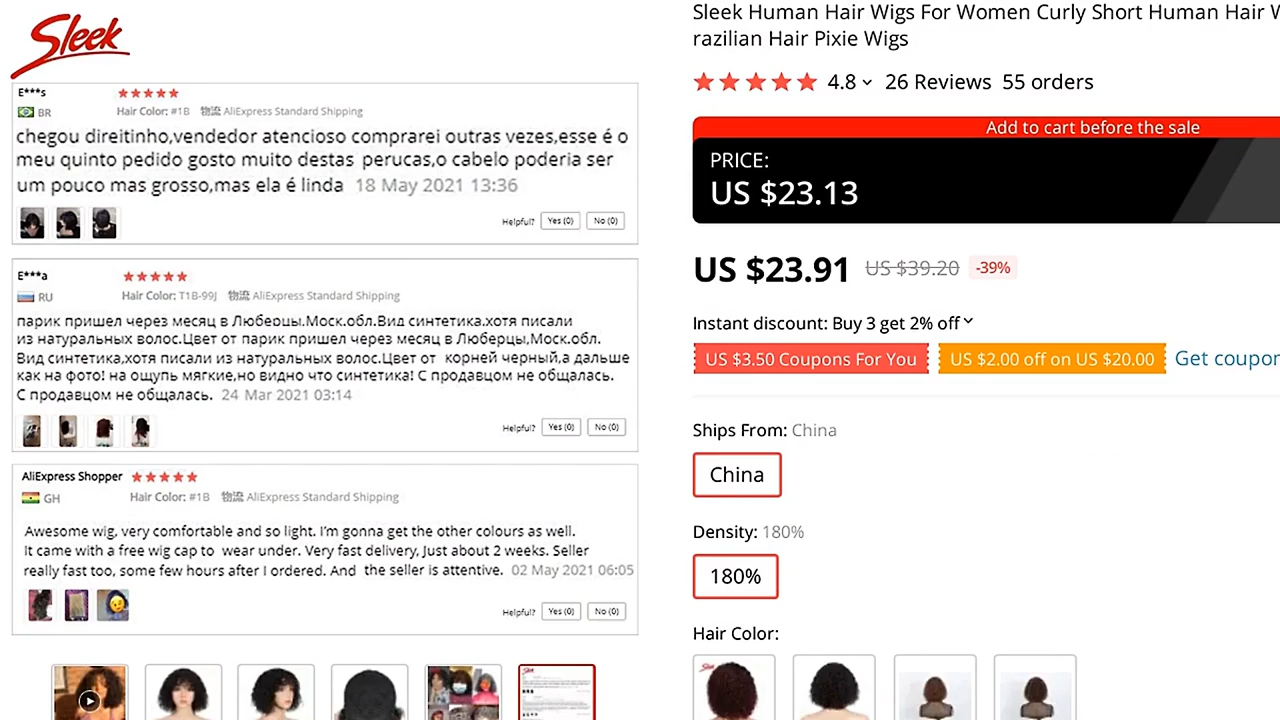 Sleek
E***s
BR
Hair Color: #1B 物流 AliExpress Standard Shipping
chegou direitinho,vendedor atencioso comprarei outras vezes,esse é o
meu quinto pedido gosto muito destas perucas,o cabelo poderia ser
um pouco mas grosso,mas ela é linda 18 May 2021 13:36
Helpful? Yes (0) No (0)
E***a
RU
Hair Color: T1B-99J 物流 AliExpress Standard Shipping
парик пришел через месяц в Люберцы.Моск.обл.Вид синтетика.хотя писали
из натуральных волос.Цвет от парик пришел через месяц в Люберцы,Моск.обл.
Вид синтетика,хотя писали из натуральных волос.Цвет от корней черный,а дальше
как на фото! на ощупь мягкие,но видно что синтетика! С продавцом не общалась.
С продавцом не общалась. 24 Mar 2021 03:14
Helpful? Yes (0) No (0)
AliExpress Shopper
GH
Hair Color: #1B 物流 AliExpress Standard Shipping
Awesome wig, very comfortable and so light. I'm gonna get the other colours as well.
It came with a free wig cap to wear under. Very fast delivery, Just about 2 weeks. Seller
really fast too, some few hours after I ordered. And the seller is attentive. 02 May 2021 06:05
Helpful? Yes (0) No (0)
Sleek Human Hair Wigs For Women Curly Short Human Hair W
razilian Hair Pixie Wigs
4.8 26 Reviews 55 orders
Add to cart before the sale
PRICE:
US $23.13
US $23.91 US $39.20 -39%
Instant discount: Buy 3 get 2% off
US $3.50 Coupons For You US $2.00 off on US $20.00 Get coupon
Ships From: China
China
Density: 180%
180%
Hair Color:
Sleek